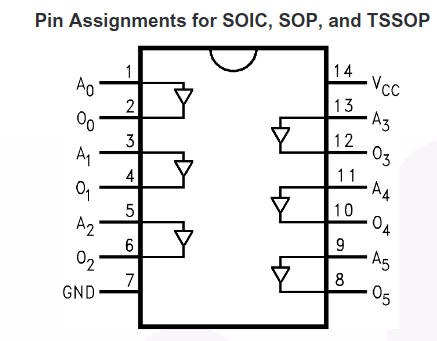 Pin Assignments for SOIC, SOP, and TSSOP
A0 1 14 VCC
O0 2 13 A3
A1 3 12 O3
O1 4 11 A4
A2 5 10 O4
O2 6 9 A5
GND 7 8 O5